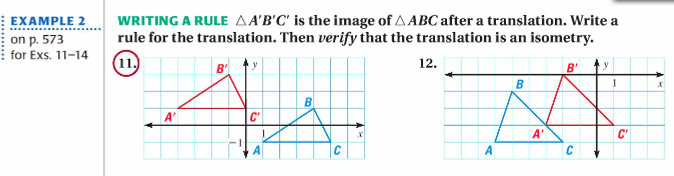 EXAMPLE 2
on p. 573
for Exs. 11–14
WRITING A RULE △A'B'C' is the image of △ABC after a translation. Write a
rule for the translation. Then verify that the translation is an isometry.
11.
B'
y
B
A'
C'
1
x
−1
A
C
12.
B'
y
B
1
x
A'
C'
A
C